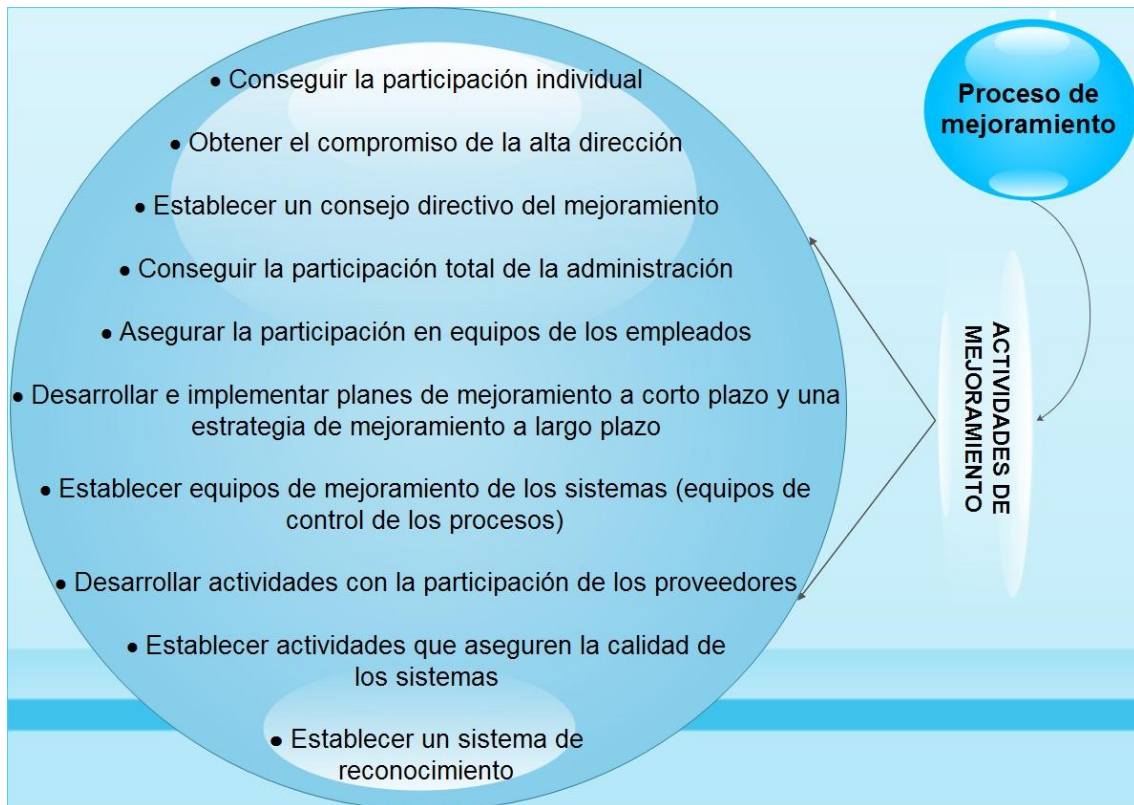 • Conseguir la participación individual
• Obtener el compromiso de la alta dirección
• Establecer un consejo directivo del mejoramiento
• Conseguir la participación total de la administración
• Asegurar la participación en equipos de los empleados
• Desarrollar e implementar planes de mejoramiento a corto plazo y una
estrategia de mejoramiento a largo plazo
• Establecer equipos de mejoramiento de los sistemas (equipos de
control de los procesos)
• Desarrollar actividades con la participación de los proveedores
• Establecer actividades que aseguren la calidad de
los sistemas
• Establecer un sistema de
reconocimiento
Proceso de
mejoramiento
ACTIVIDADES DE
MEJORAMIENTO